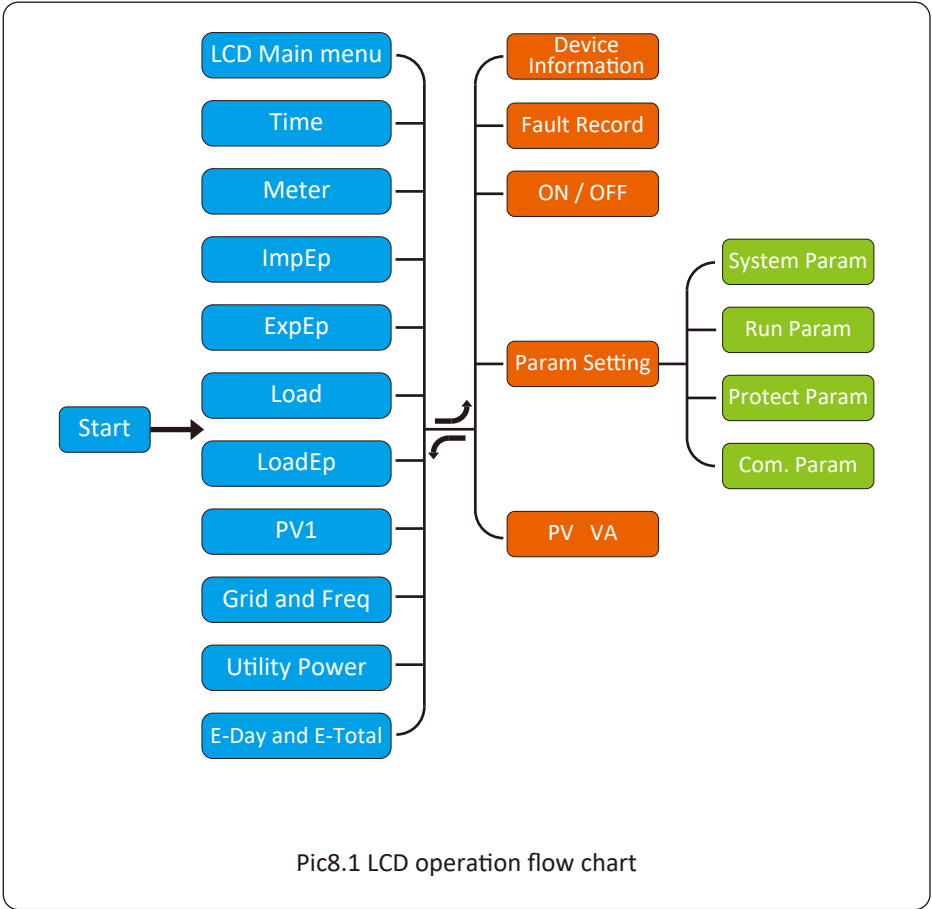 Start
LCD Main menu
Time
Meter
ImpEp
ExpEp
Load
LoadEp
PV1
Grid and Freq
Utility Power
E-Day and E-Total
Device
Information
Fault Record
ON / OFF
Param Setting
PV VA
System Param
Run Param
Protect Param
Com. Param
Pic8.1 LCD operation flow chart